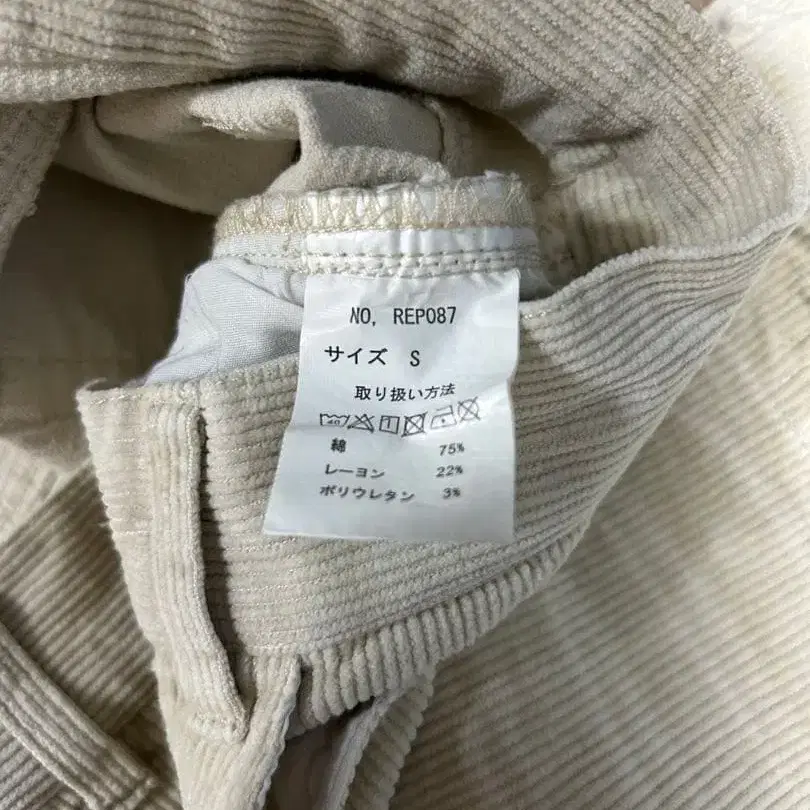 NO, REP087
サイズ S
取り扱い方法
40
綿 75%
レーヨン 22%
ポリウレタン 3%